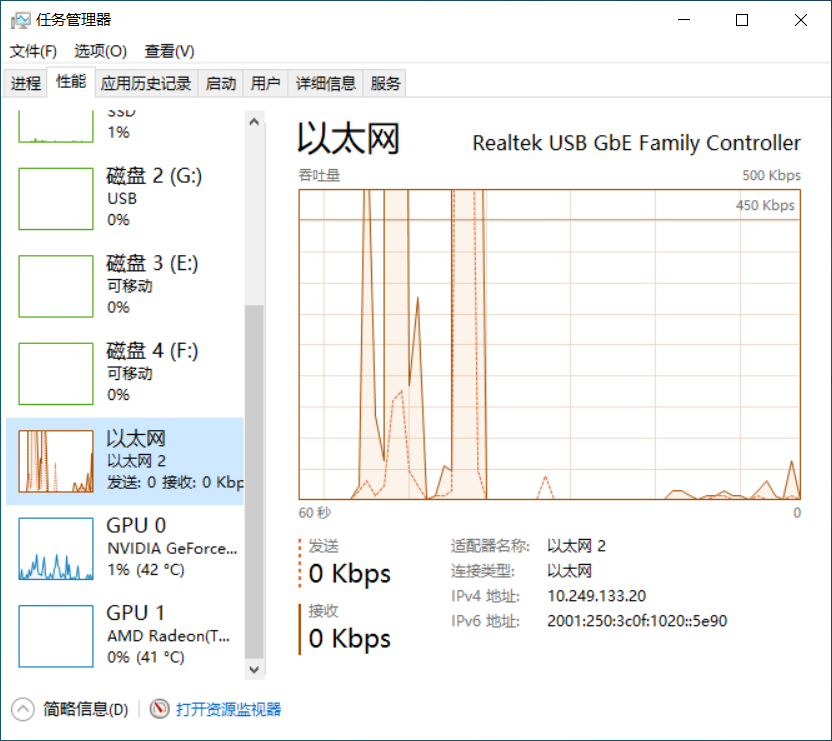 任务管理器
文件(F) 选项(O) 查看(V)
进程 性能 应用历史记录 启动 用户 详细信息 服务
SSD
1%
磁盘 2 (G:)
USB
0%
磁盘 3 (E:)
可移动
0%
磁盘 4 (F:)
可移动
0%
以太网
以太网 2
发送: 0 接收: 0 Kbp
GPU 0
NVIDIA GeForce...
1% (42 °C)
GPU 1
AMD Radeon(T...
0% (41 °C)
以太网 Realtek USB GbE Family Controller
吞吐量 500 Kbps
450 Kbps
60 秒 0
发送
0 Kbps
接收
0 Kbps
适配器名称: 以太网 2
连接类型: 以太网
IPv4 地址: 10.249.133.20
IPv6 地址: 2001:250:3c0f:1020::5e90
简略信息(D) 打开资源监视器